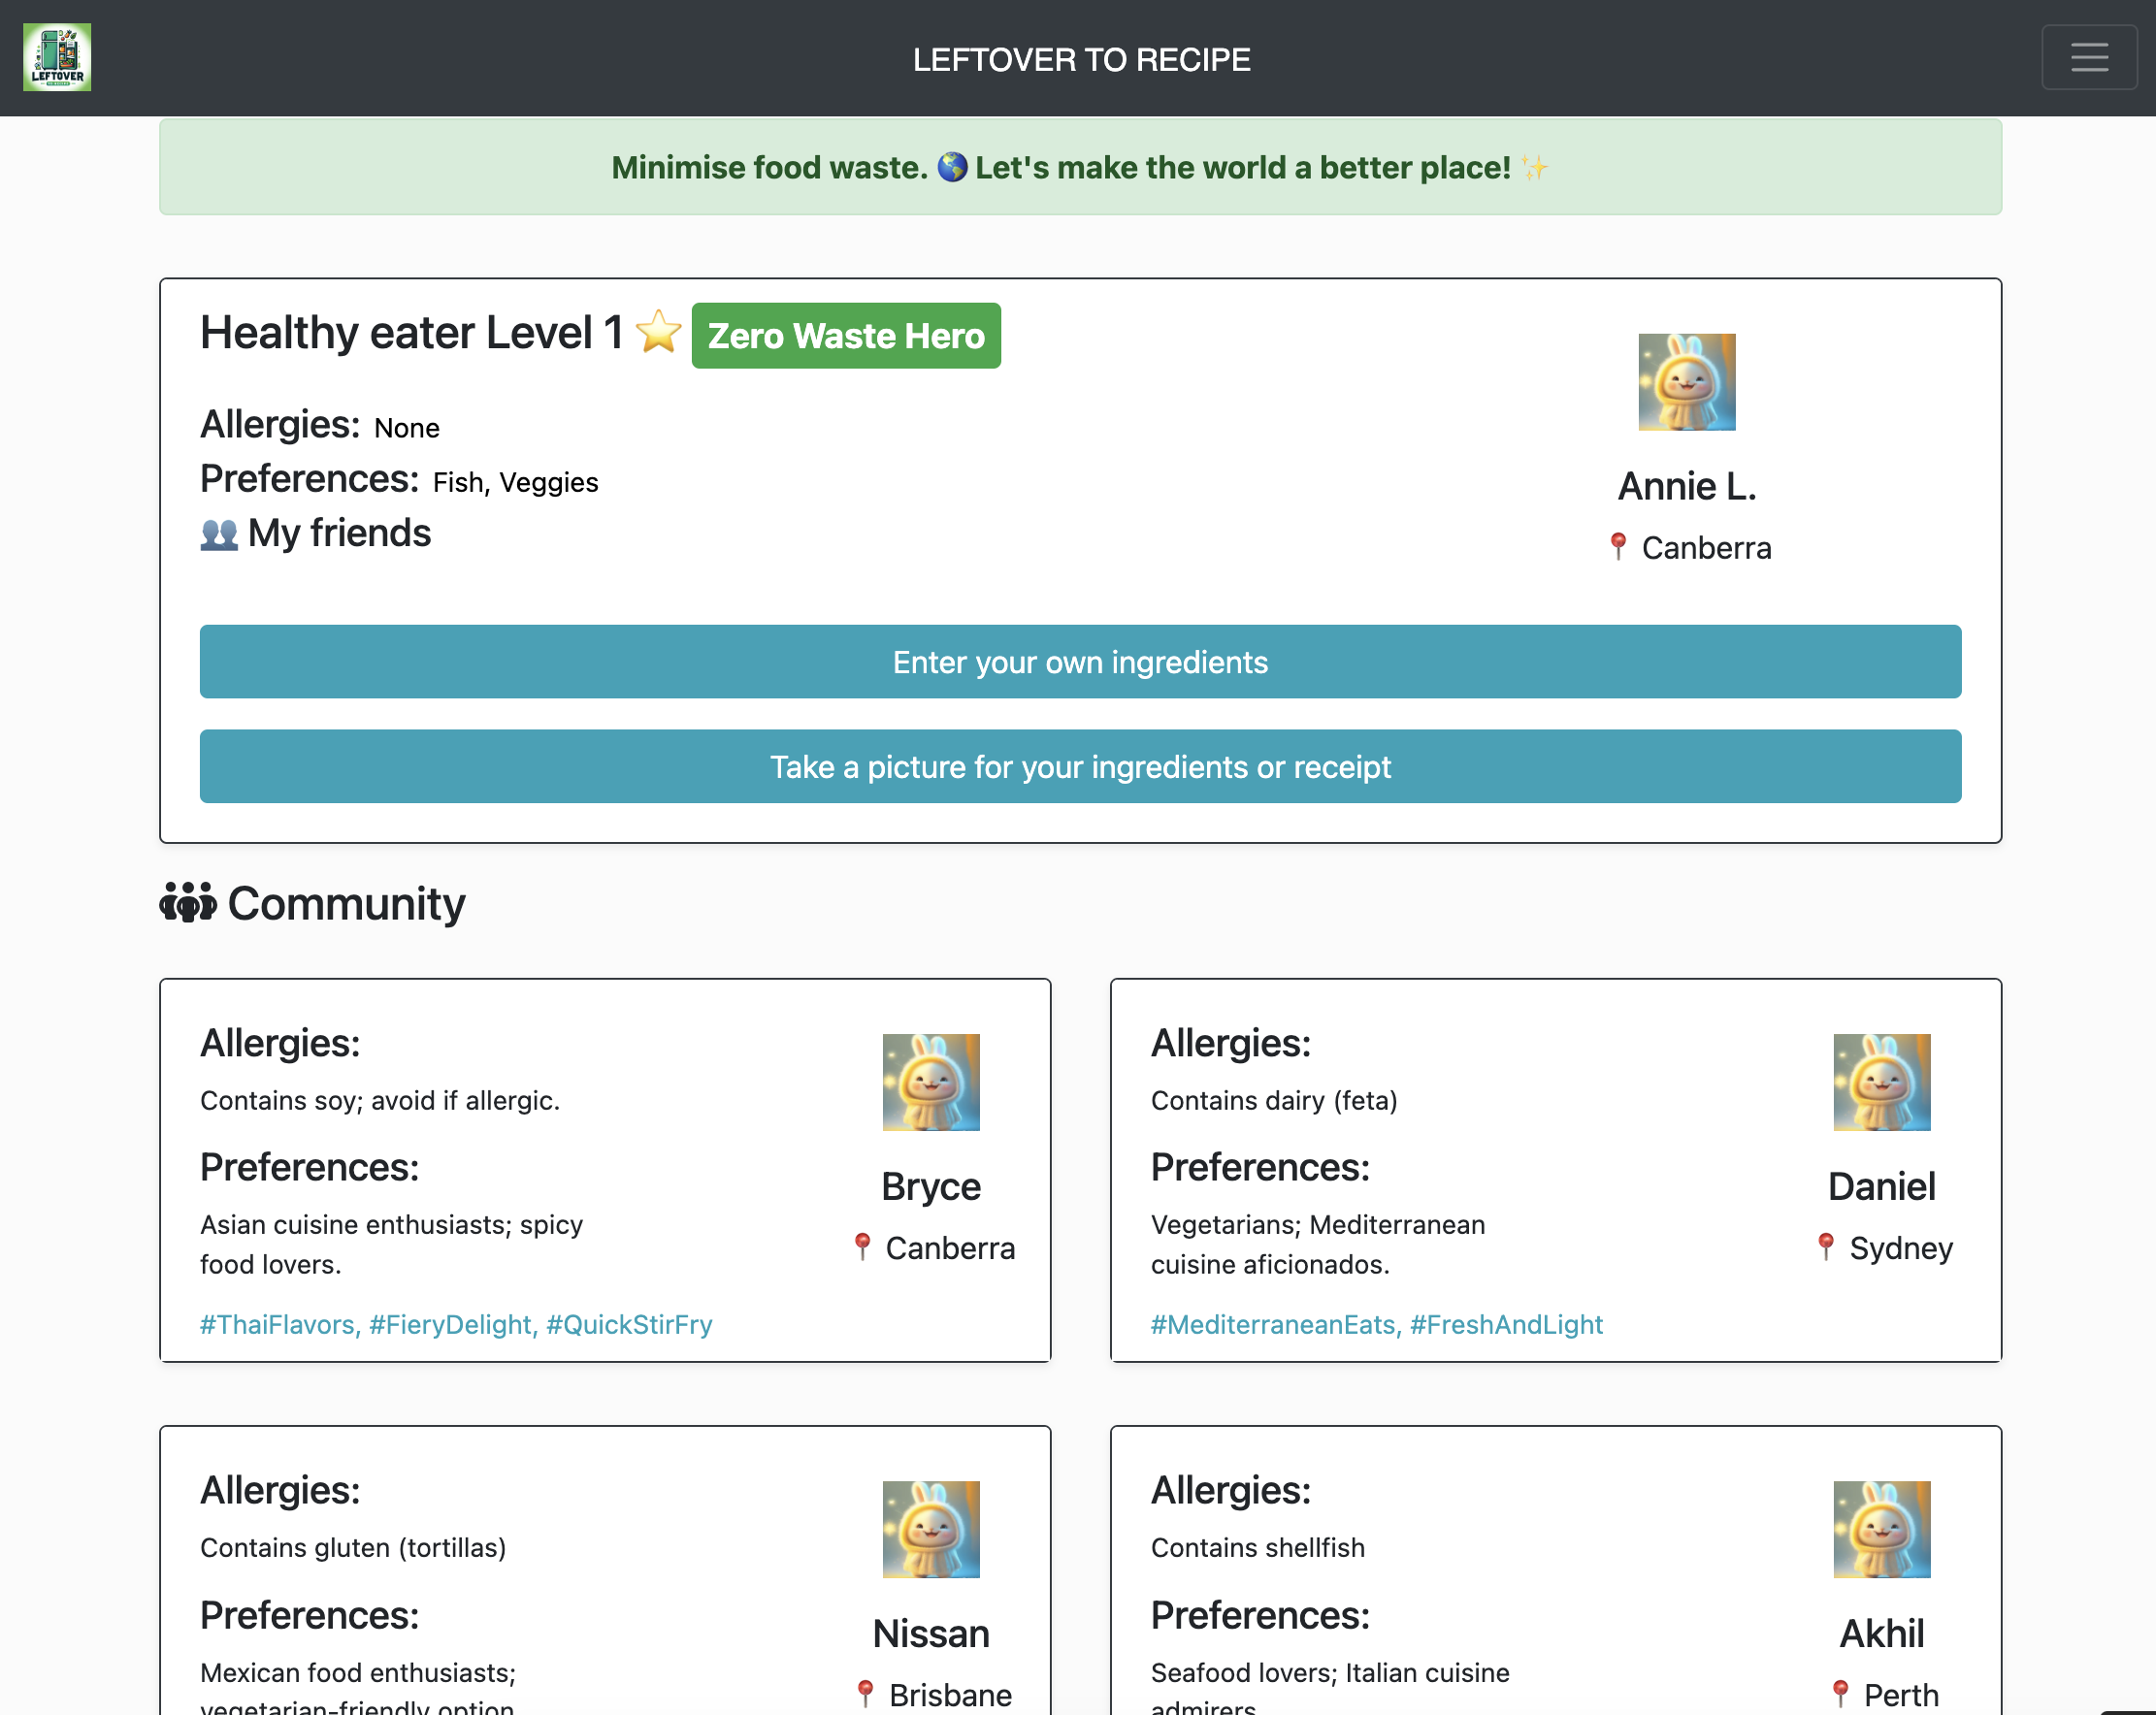 LEFTOVER
LEFTOVER TO RECIPE
Minimise food waste. 🌎 Let's make the world a better place! ✨
Healthy eater Level 1 ⭐ Zero Waste Hero
Allergies: None
Preferences: Fish, Veggies
👥 My friends
Annie L.
📍 Canberra
Enter your own ingredients
Take a picture for your ingredients or receipt
Community
Allergies:
Contains soy; avoid if allergic.
Preferences:
Asian cuisine enthusiasts; spicy
food lovers.
#ThaiFlavors, #FieryDelight, #QuickStirFry
Bryce
📍 Canberra
Allergies:
Contains dairy (feta)
Preferences:
Vegetarians; Mediterranean
cuisine aficionados.
#MediterraneanEats, #FreshAndLight
Daniel
📍 Sydney
Allergies:
Contains gluten (tortillas)
Preferences:
Mexican food enthusiasts;
vegetarian-friendly option
Nissan
📍 Brisbane
Allergies:
Contains shellfish
Preferences:
Seafood lovers; Italian cuisine
admirers
Akhil
📍 Perth